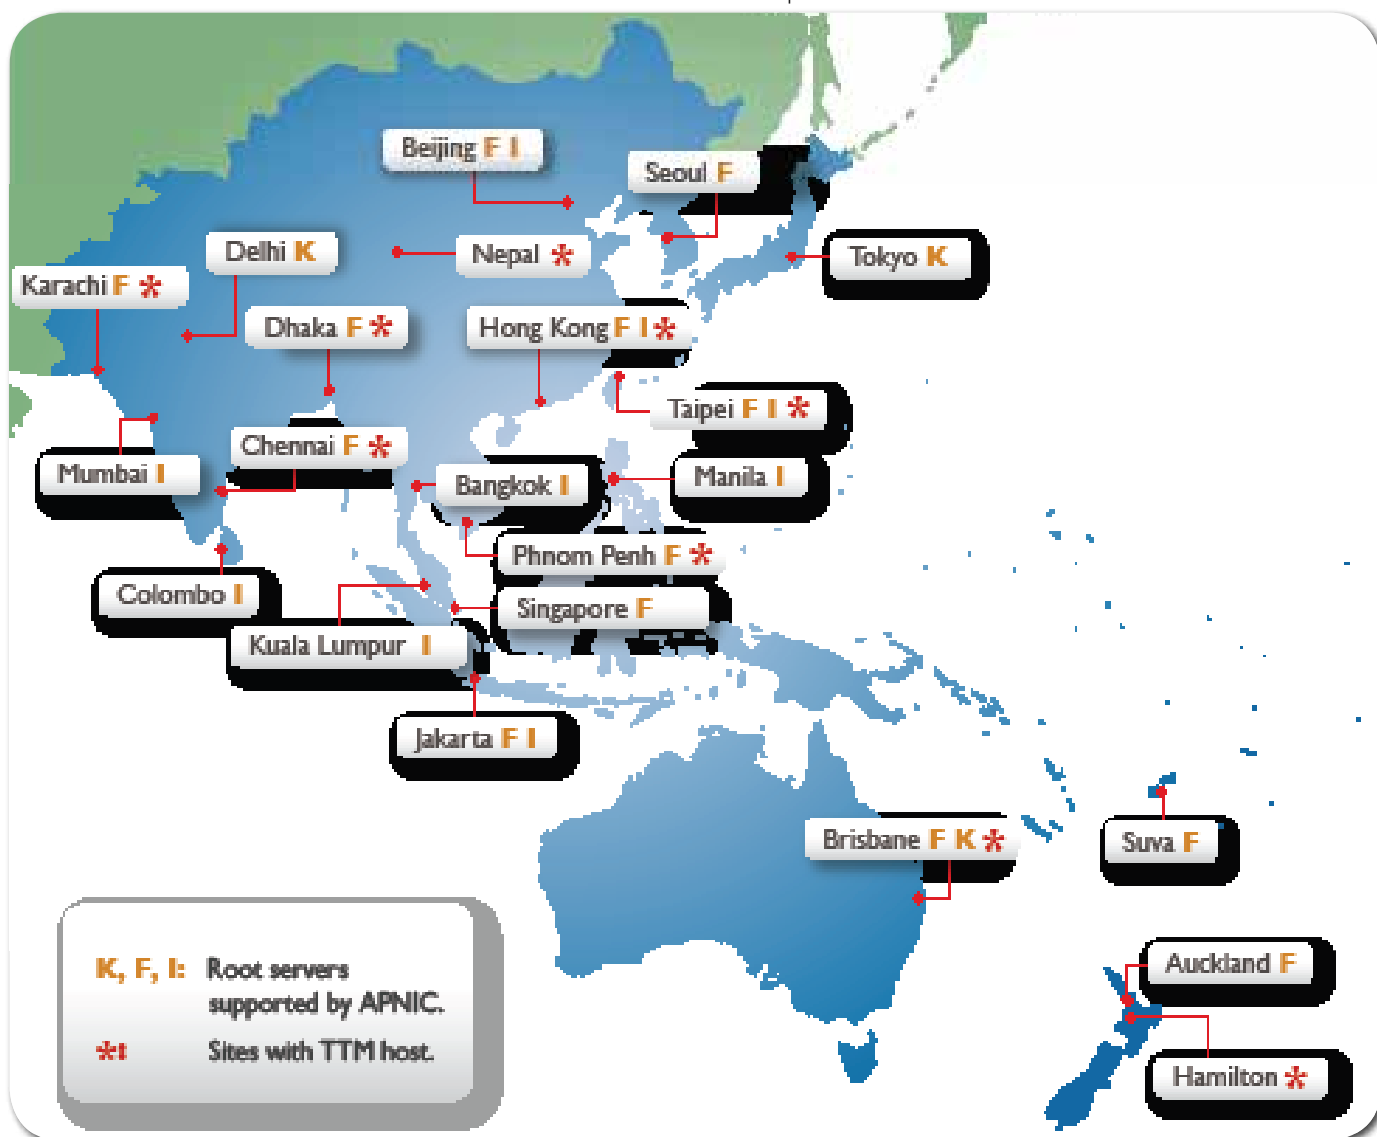 Beijing F I
Seoul F
Delhi K
Nepal *
Tokyo K
Karachi F *
Dhaka F *
Hong Kong F I *
Taipei F I *
Chennai F *
Mumbai I
Bangkok I
Manila I
Phnom Penh F *
Colombo I
Singapore F
Kuala Lumpur I
Jakarta F I
Brisbane F K *
Suva F
Auckland F
Hamilton *
K, F, I: Root servers
supported by APNIC.
*: Sites with TTM host.